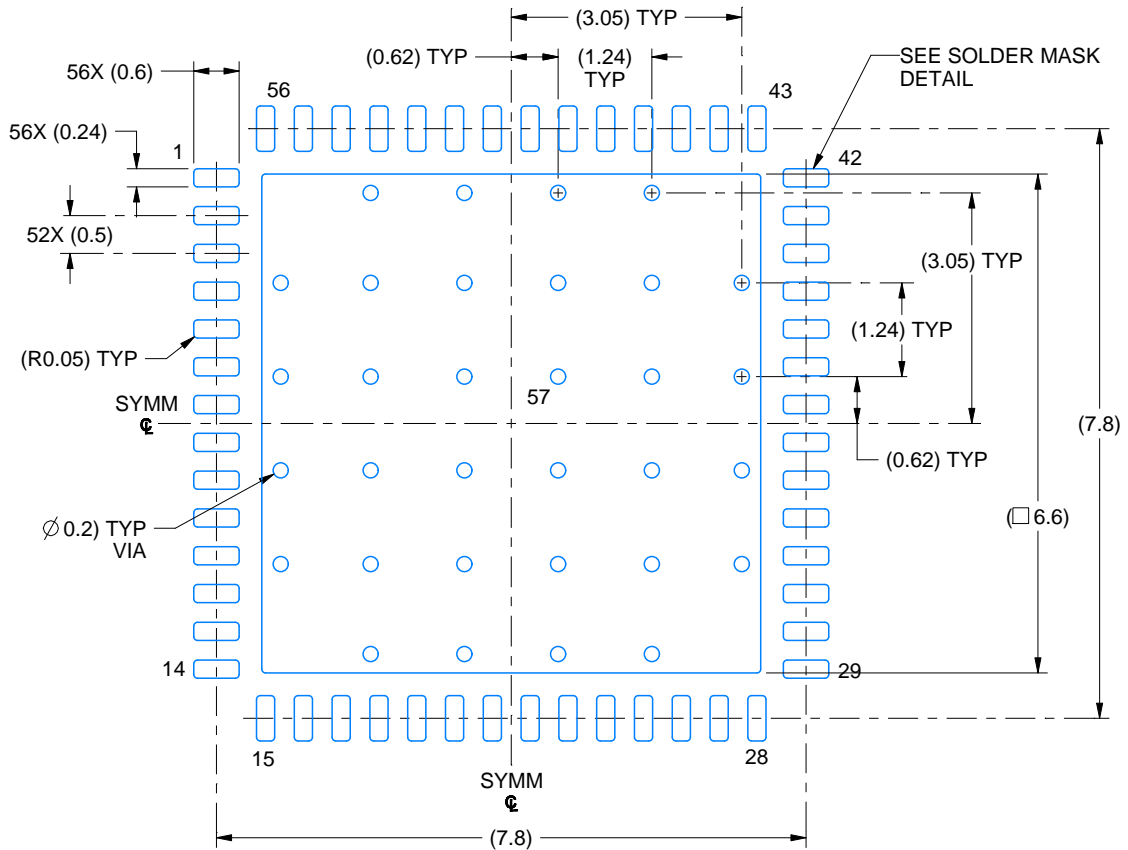 (3.05) TYP
(0.62) TYP
(1.24)
TYP
SEE SOLDER MASK
DETAIL
56X (0.6)
56
43
56X (0.24)
1
42
52X (0.5)
(3.05) TYP
(1.24) TYP
(R0.05) TYP
57
SYMM
℄
(7.8)
(0.62) TYP
(□ 6.6)
∅ 0.2) TYP
VIA
14
29
15
28
SYMM
℄
(7.8)